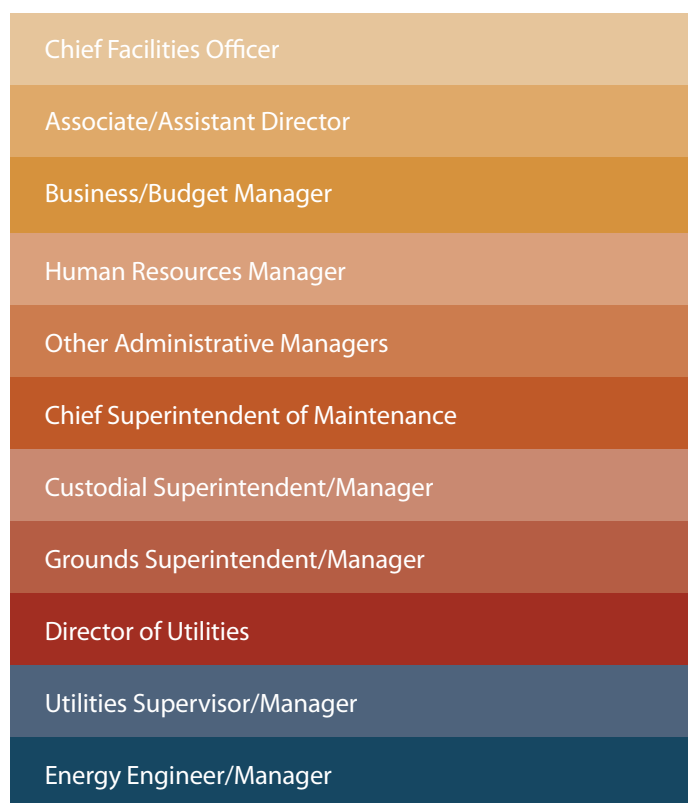 Chief Facilities Officer
Associate/Assistant Director
Business/Budget Manager
Human Resources Manager
Other Administrative Managers
Chief Superintendent of Maintenance
Custodial Superintendent/Manager
Grounds Superintendent/Manager
Director of Utilities
Utilities Supervisor/Manager
Energy Engineer/Manager